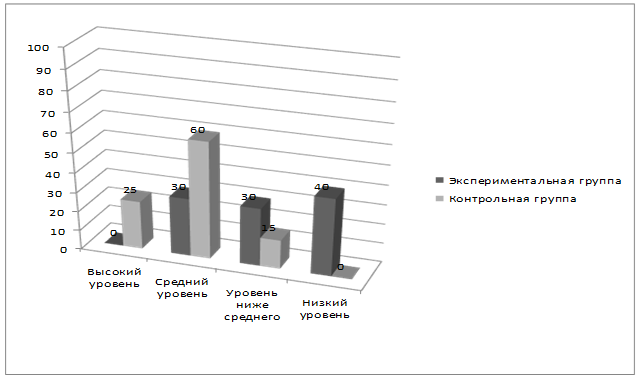 100
90
80
70
60
50
40
30
20
10
0
0
25
30
60
30
15
40
0
Высокий
уровень
Средний
уровень
Уровень
ниже
среднего
Низкий
уровень
Экспериментальная группа
Контрольная группа